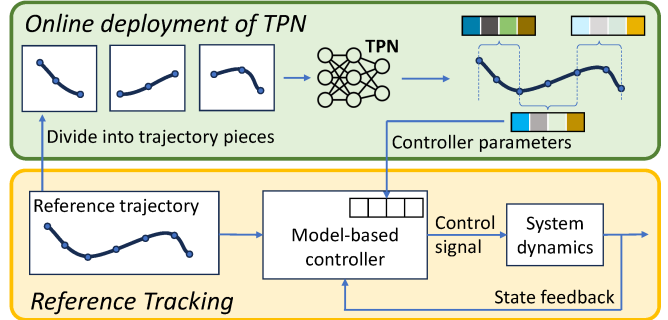 Online deployment of TPN
TPN
Divide into trajectory pieces
Controller parameters
Reference trajectory
Model-based
controller
Control
signal
System
dynamics
State feedback
Reference Tracking